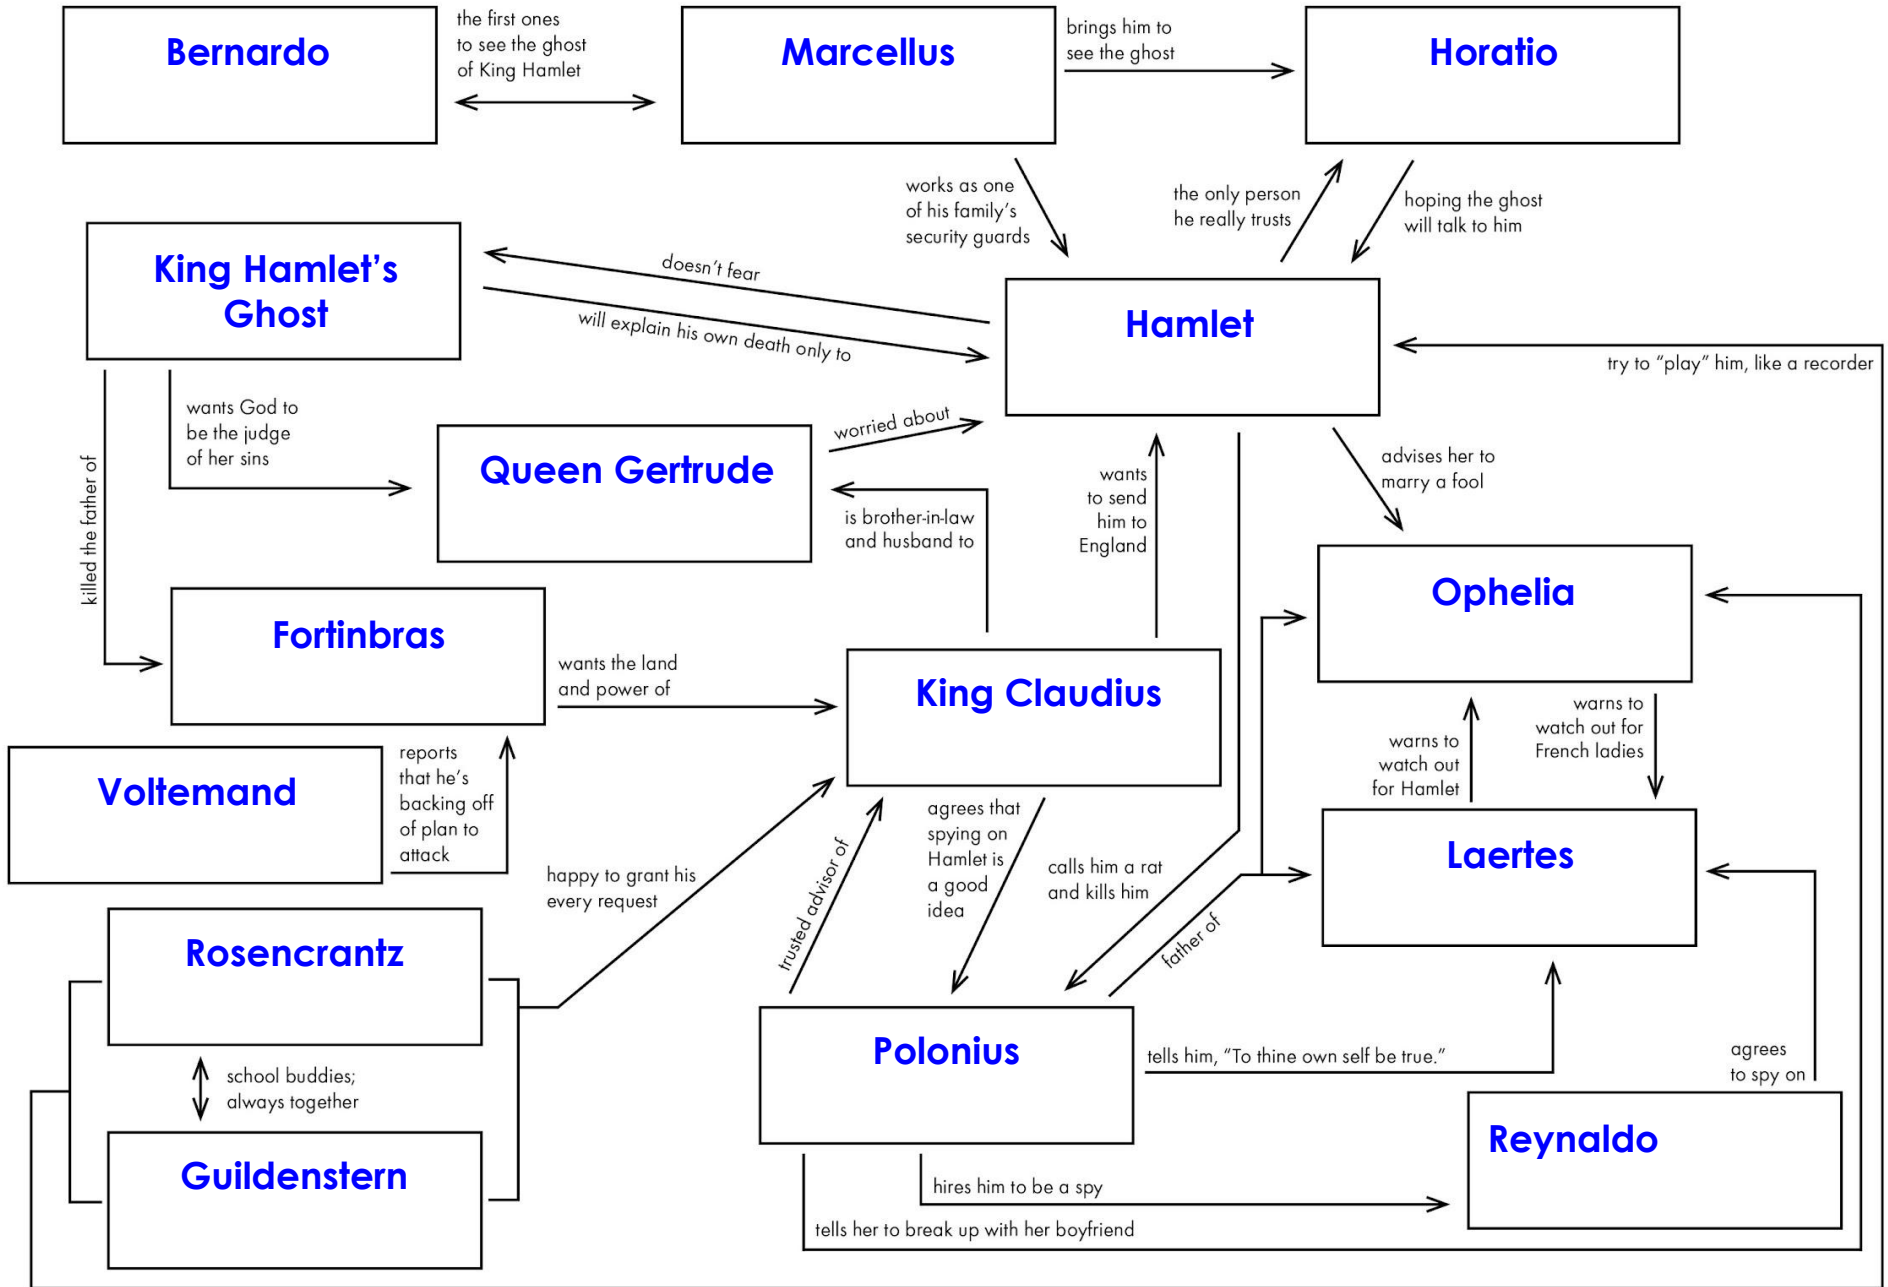 Bernardo
the first ones
to see the ghost
of King Hamlet
Marcellus
brings him to
see the ghost
Horatio
works as one
of his family's
security guards
the only person
he really trusts
hoping the ghost
will talk to him
King Hamlet's
Ghost
doesn't fear
will explain his own death only to
Hamlet
try to "play" him, like a recorder
killed the father of
wants God to
be the judge
of her sins
Queen Gertrude
worried about
is brother-in-law
and husband to
wants
to send
him to
England
advises her to
marry a fool
Ophelia
Fortinbras
wants the land
and power of
King Claudius
warns to
watch out
for Hamlet
warns to
watch out for
French ladies
Voltemand
reports
that he's
backing off
of plan to
attack
happy to grant his
every request
trusted advisor of
agrees that
spying on
Hamlet is
a good
idea
calls him a rat
and kills him
father of
Laertes
Rosencrantz
school buddies;
always together
Guildenstern
Polonius
tells him, "To thine own self be true."
agrees
to spy on
Reynaldo
hires him to be a spy
tells her to break up with her boyfriend